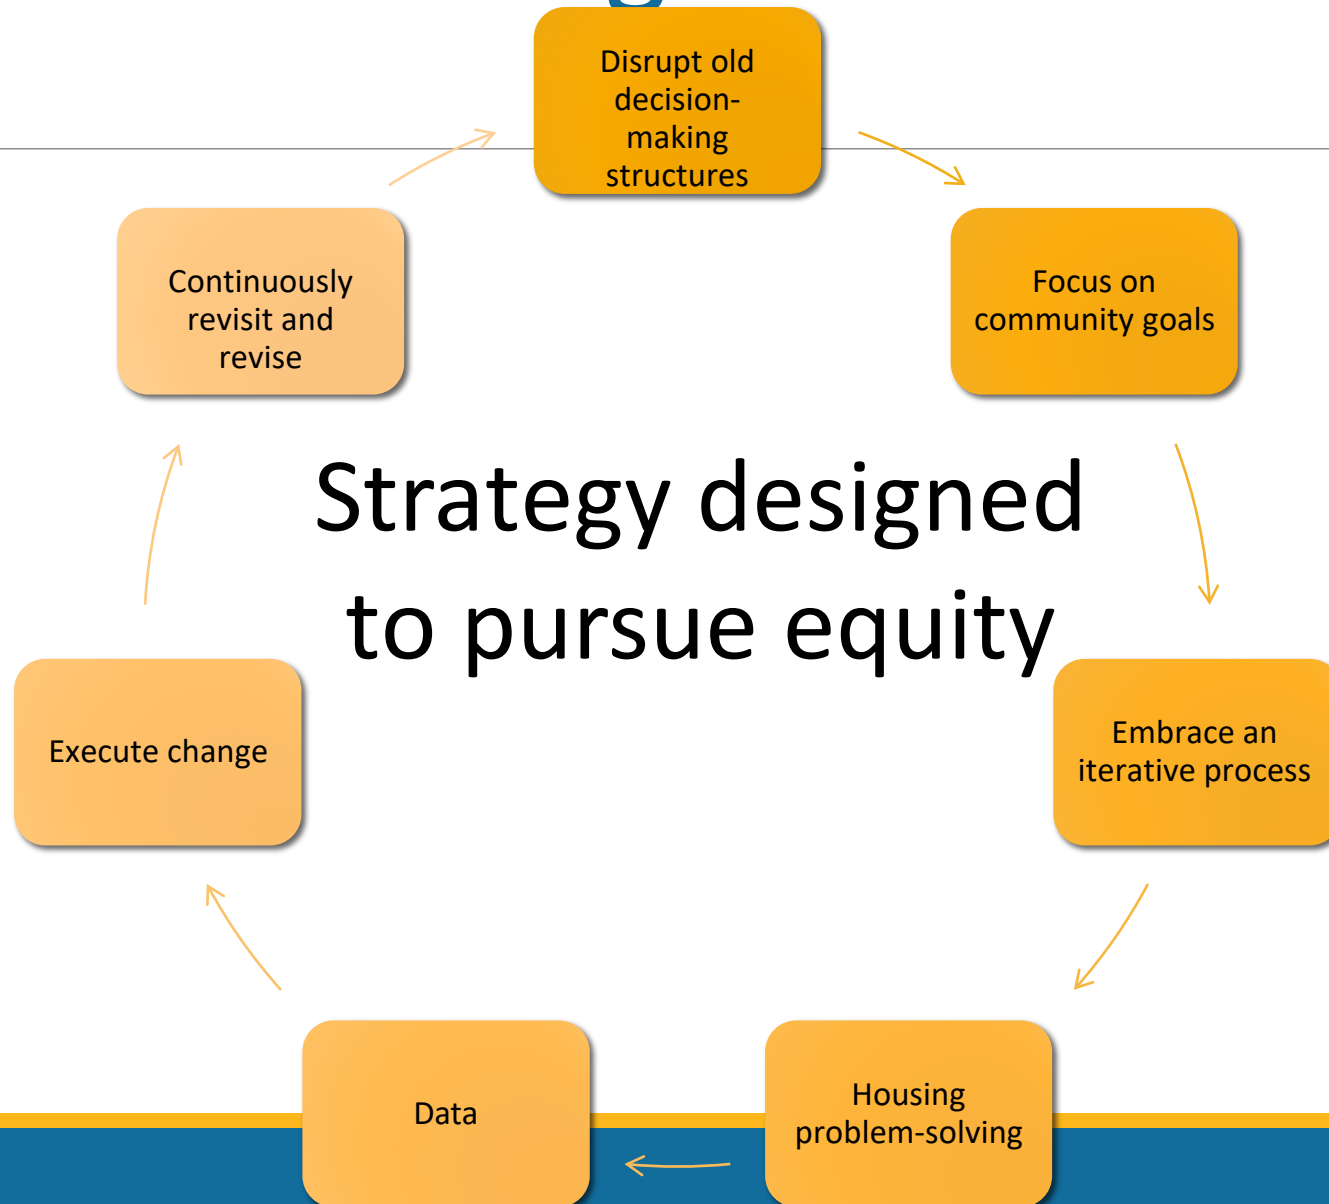 Disrupt old
decision-
making
structures
Focus on
community goals
Embrace an
iterative process
Housing
problem-solving
Data
Execute change
Continuously
revisit and
revise
Strategy designed
to pursue equity